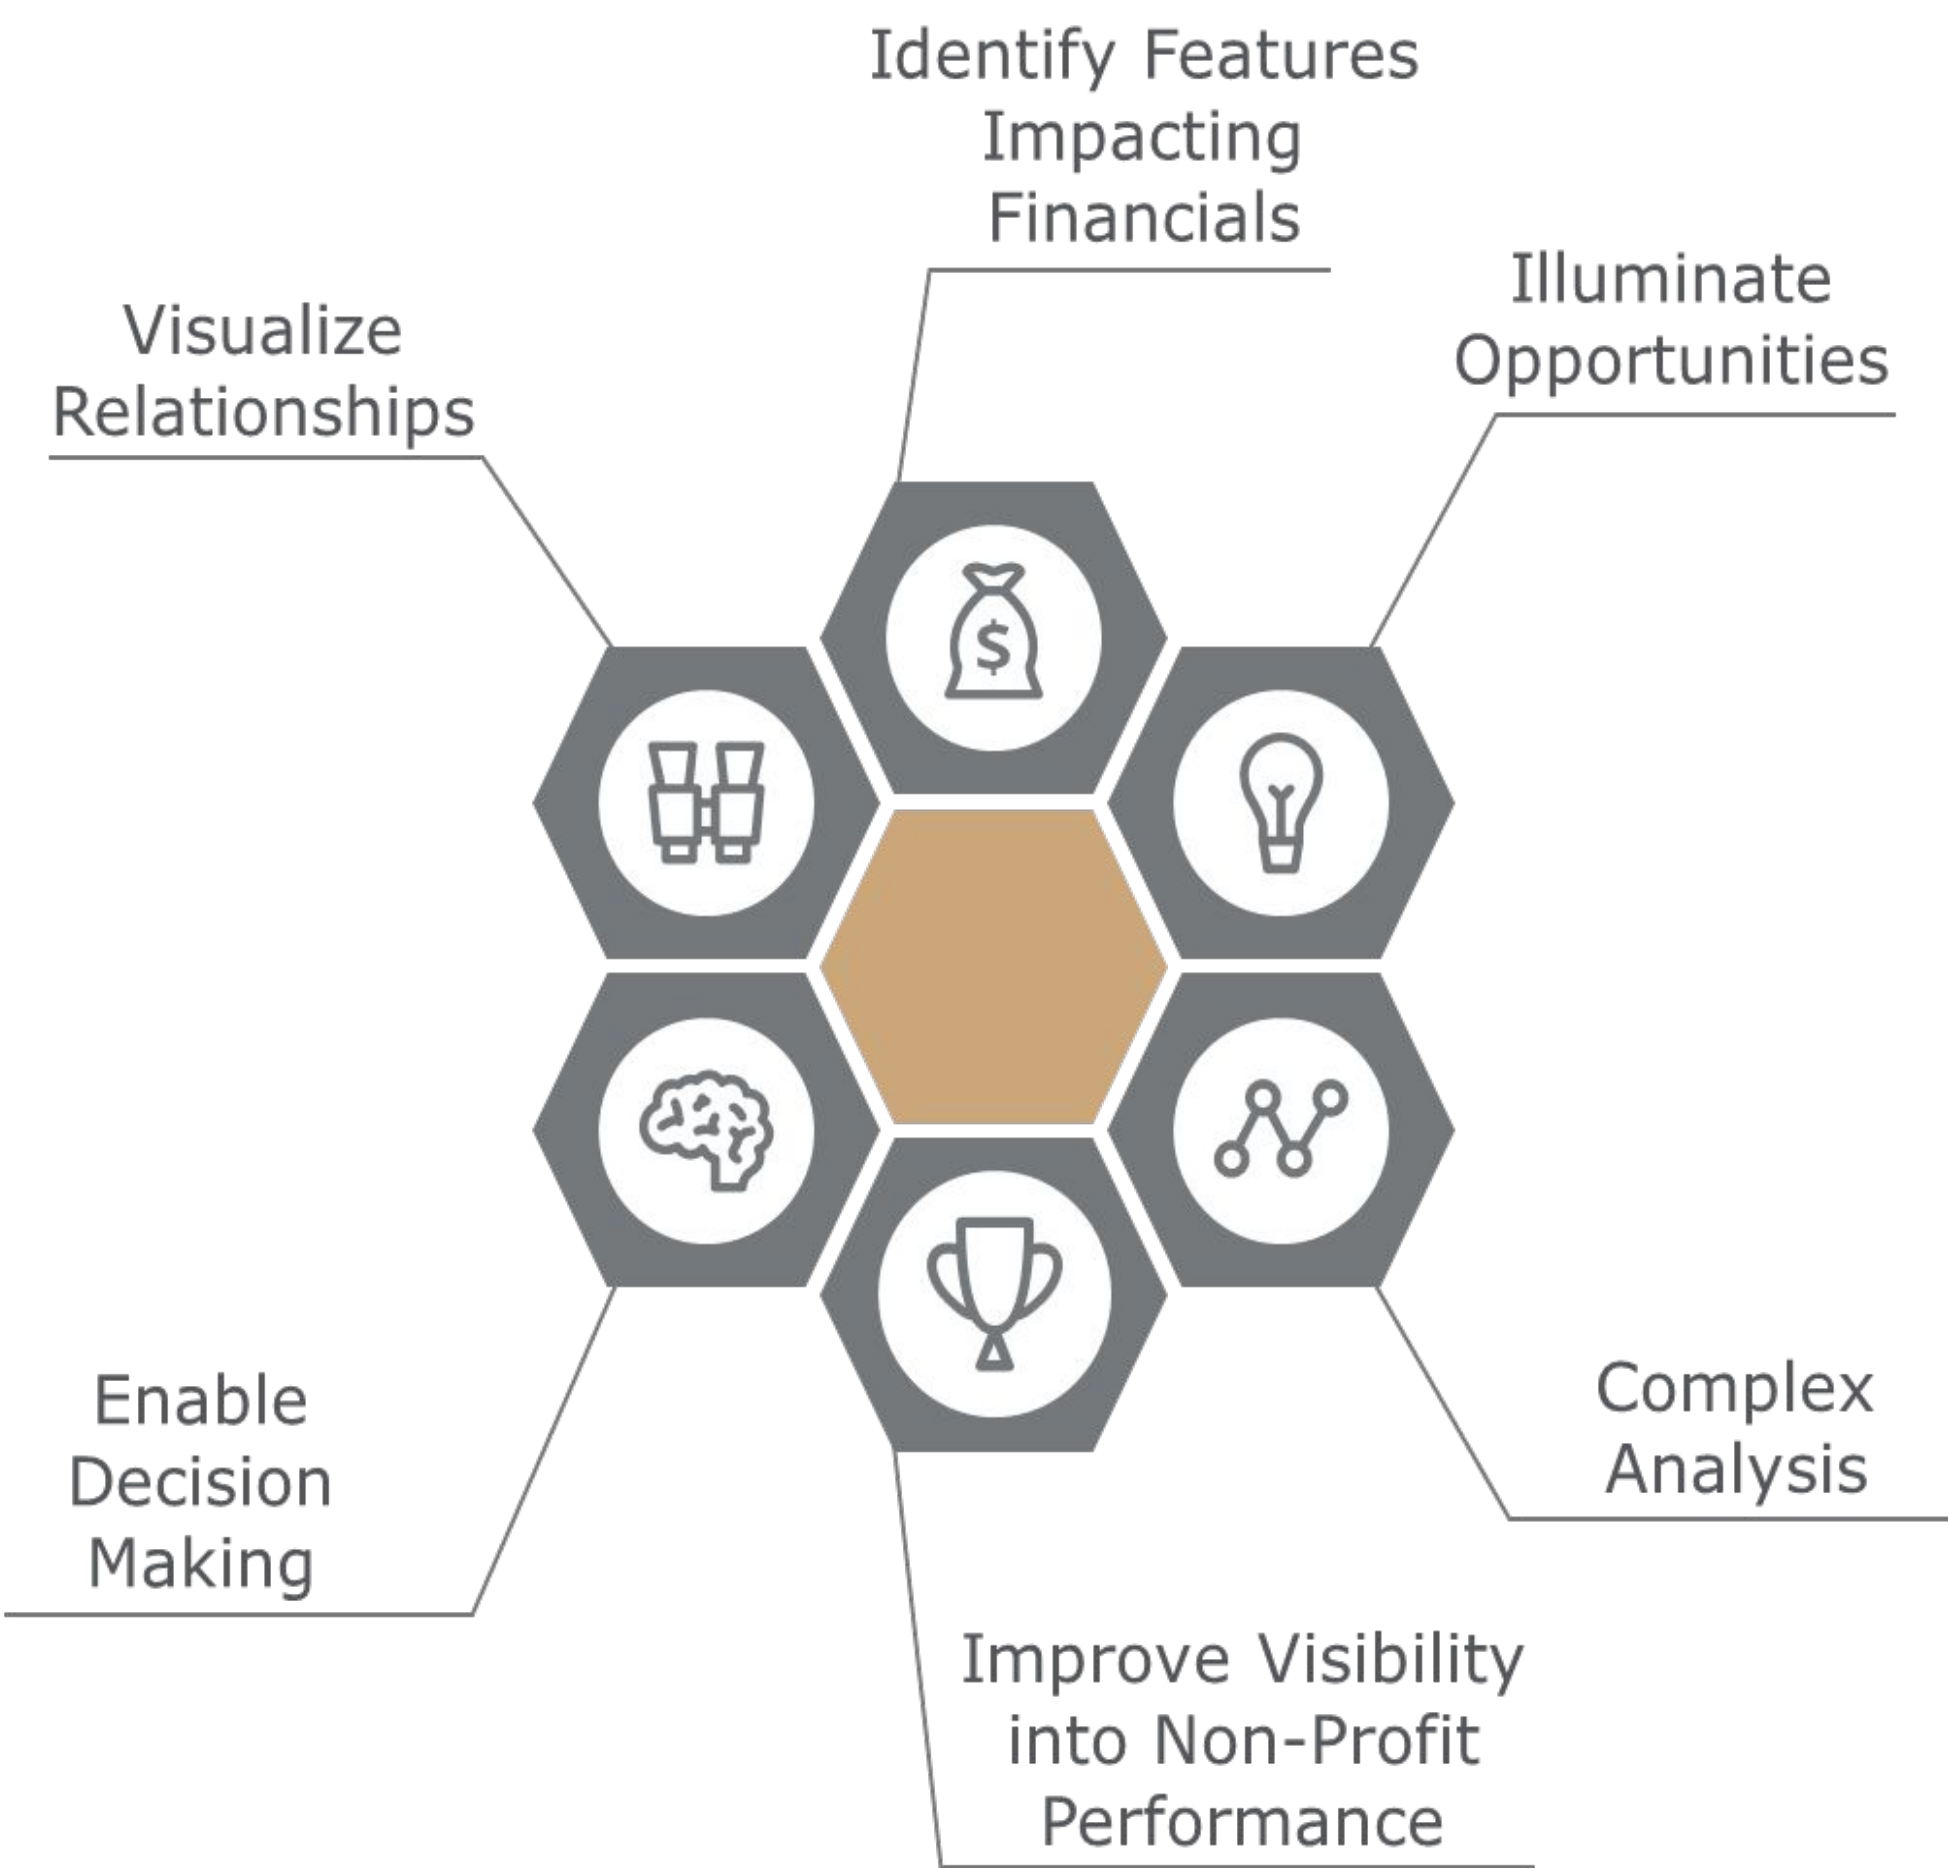 Identify Features
Impacting
Financials
Illuminate
Opportunities
Visualize
Relationships
$
Enable
Decision
Making
Complex
Analysis
Improve Visibility
into Non-Profit
Performance